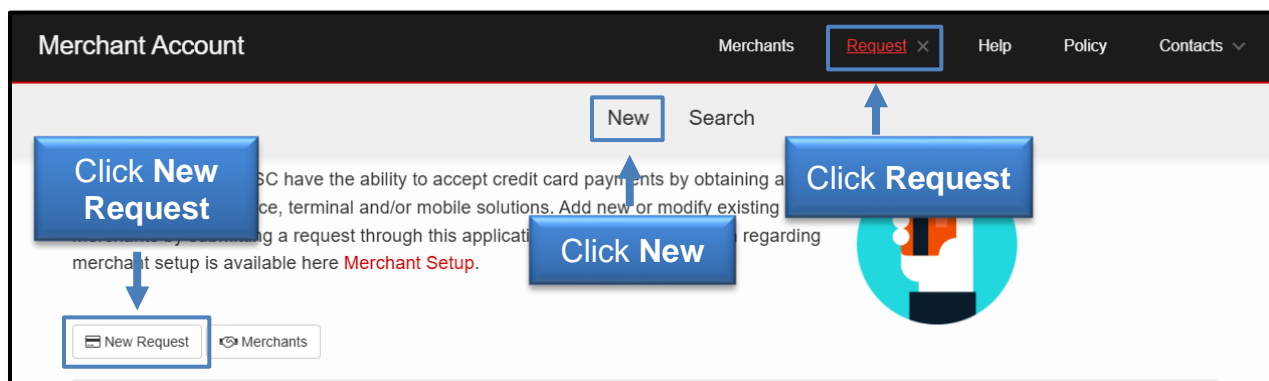 Merchant Account
Merchants Request × Help Policy Contacts
New Search
Click New
Request
Click Request
Click New
SC have the ability to accept credit card payments by obtaining a
ce, terminal and/or mobile solutions. Add new or modify existing
merchants by submitting a request through this applicati regarding
merchant setup is available here Merchant Setup.
New Request Merchants